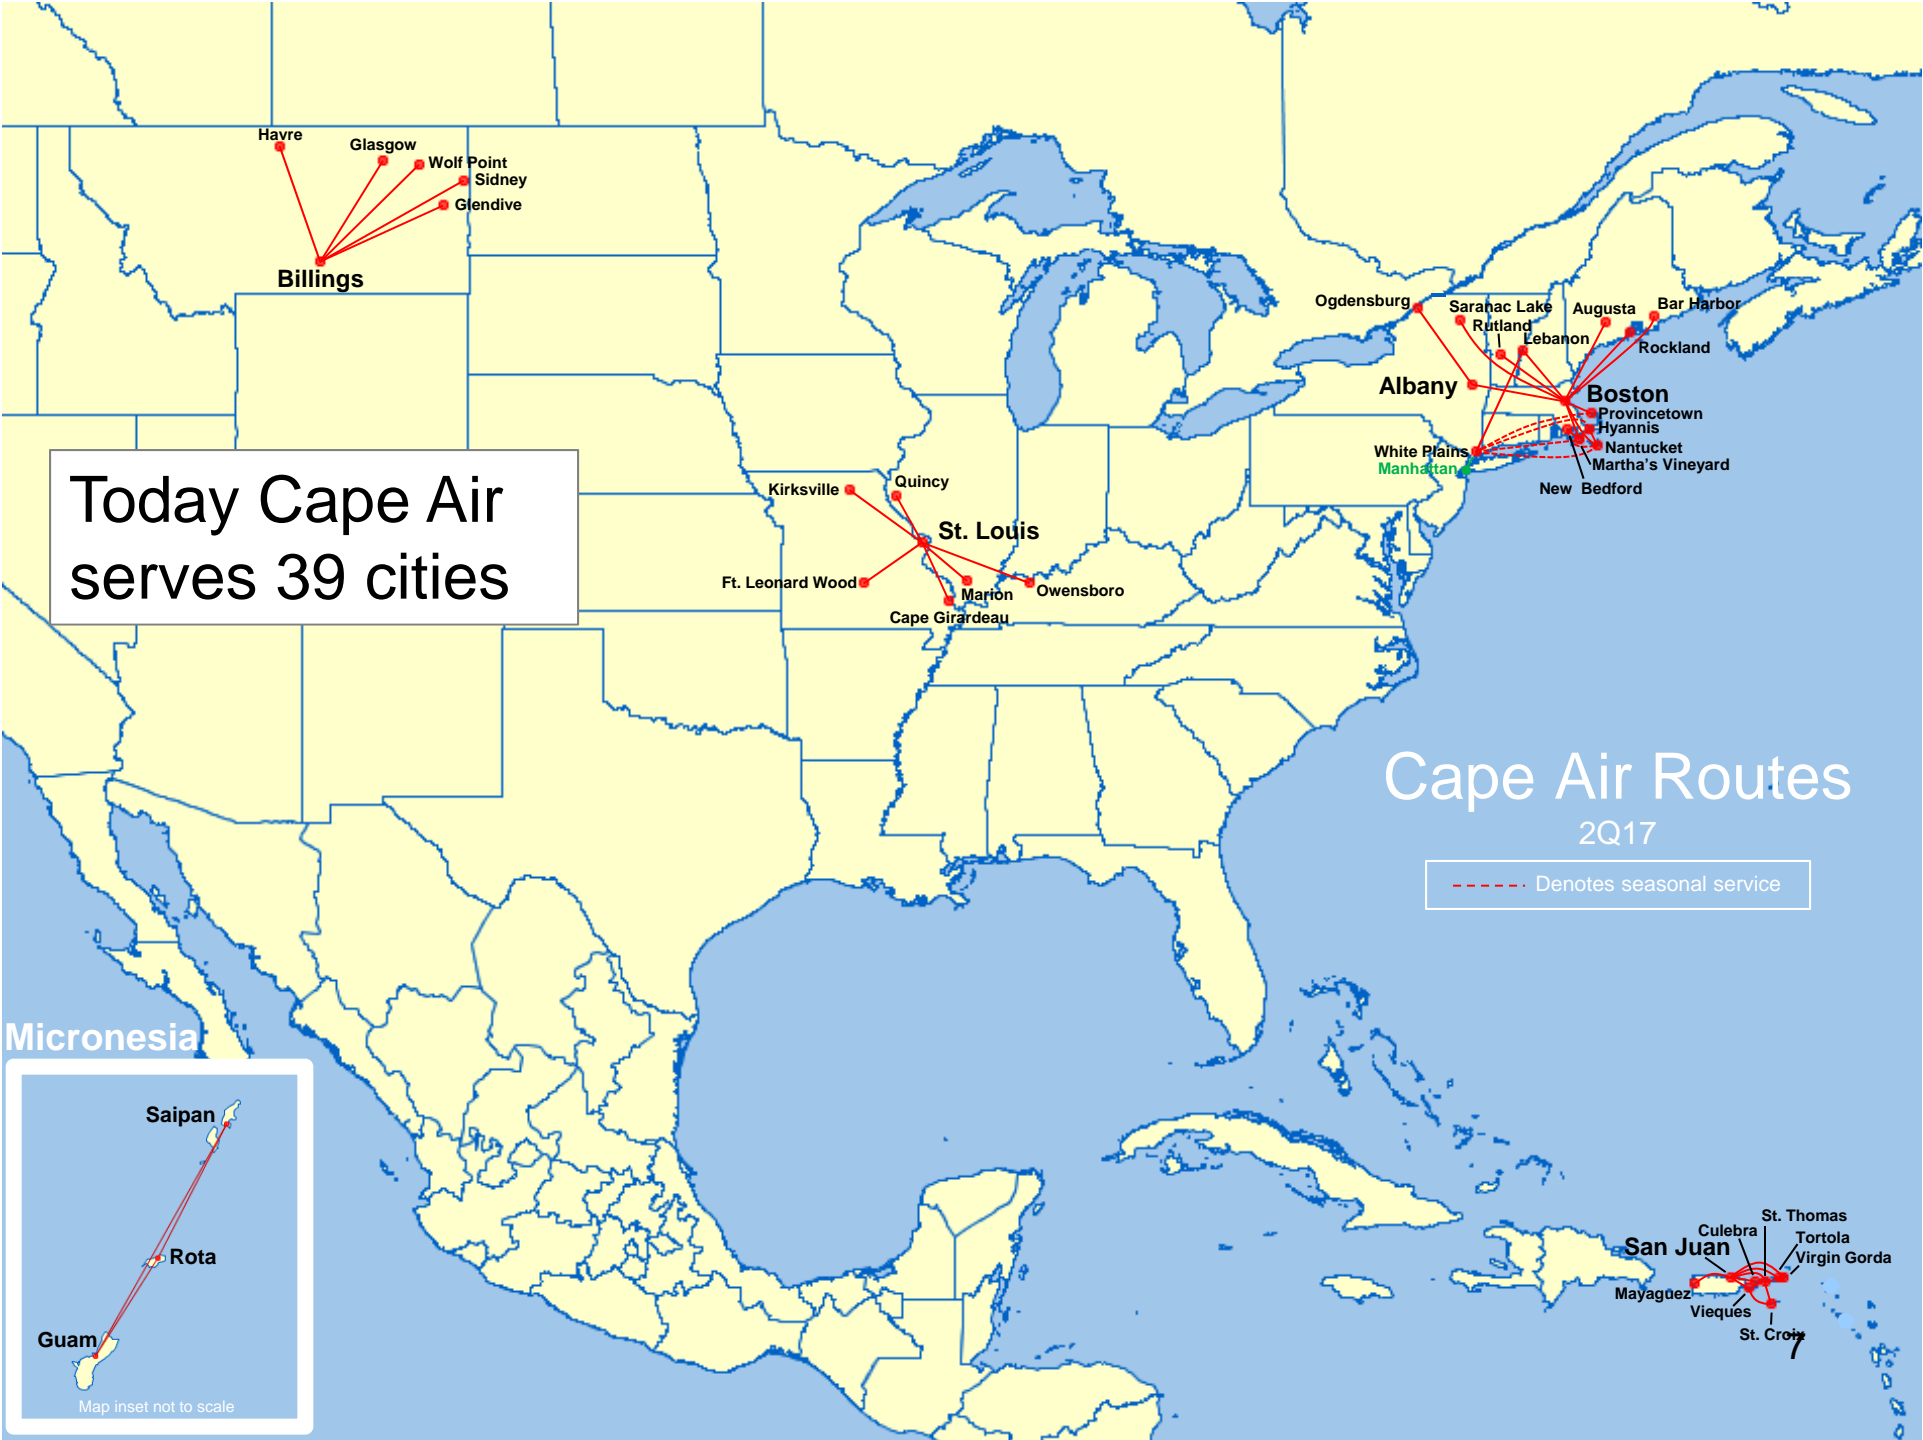 Havre
Glasgow
Wolf Point
Sidney
Glendive
Billings
Ogdensburg
Saranac Lake
Rutland
Lebanon
Augusta
Bar Harbor
Rockland
Albany
Boston
Provincetown
Hyannis
Nantucket
Martha's Vineyard
New Bedford
White Plains
Manhattan
Today Cape Air
serves 39 cities
Kirksville
Quincy
St. Louis
Ft. Leonard Wood
Marion
Owensboro
Cape Girardeau
Cape Air Routes
2Q17
Denotes seasonal service
Micronesia
Saipan
Rota
Guam
Map inset not to scale
St. Thomas
Culebra
Tortola
San Juan
Virgin Gorda
Mayaguez
Vieques
St. Croix
7